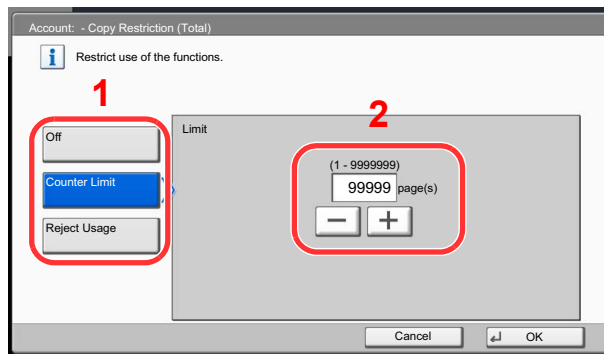 Account: - Copy Restriction (Total)
Restrict use of the functions.
1
Off
Counter Limit
Reject Usage
Limit
2
(1 - 9999999)
99999 page(s)
Cancel
OK